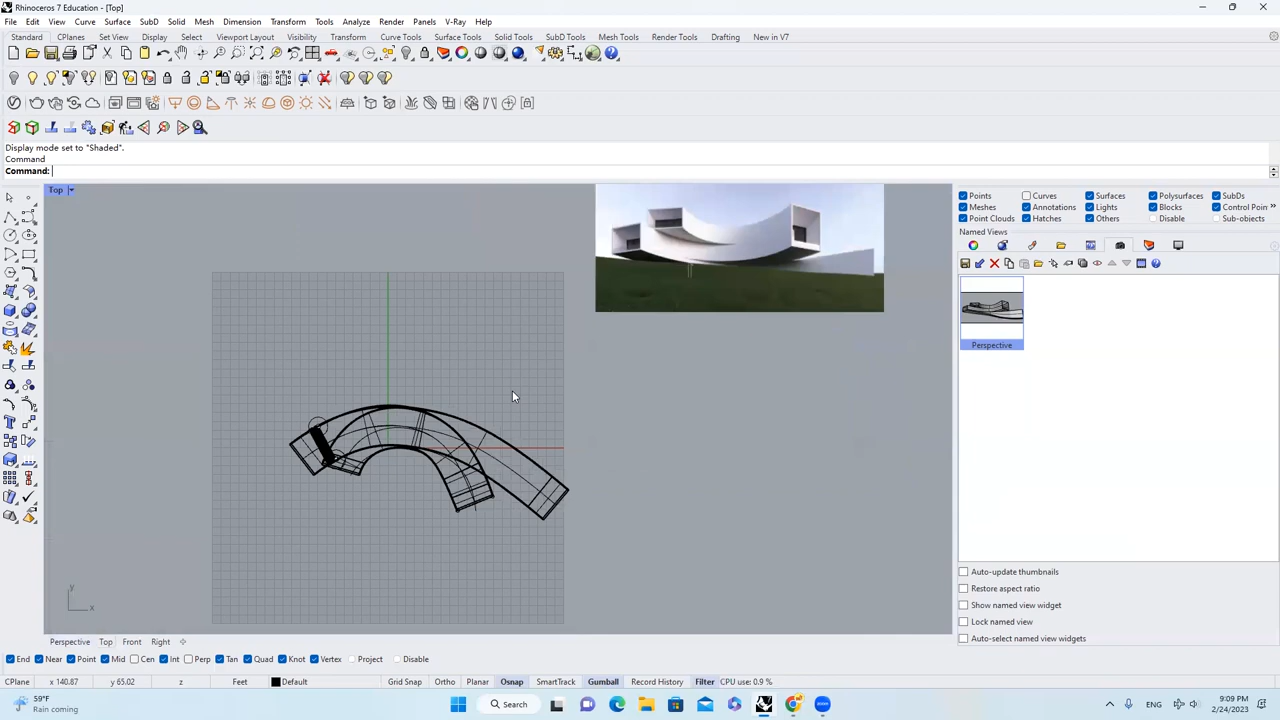 Rhinoceros 7 Education - [Top]
File Edit View Curve Surface SubD Solid Mesh Dimension Transform Tools Analyze Render Panels V-Ray Help
Standard CPlanes Set View Display Select Viewport Layout Visibility Transform Curve Tools Surface Tools Solid Tools SubD Tools Mesh Tools Render Tools Drafting New in V7
Display mode set to "Shaded".
Command
Command:
Top
Points Curves Surfaces Polysurfaces SubDs
Meshes Annotations Lights Blocks Control Poin »
Point Clouds Hatches Others Disable Sub-objects
Named Views
Perspective
Auto-update thumbnails
Restore aspect ratio
Show named view widget
Lock named view
Auto-select named view widgets
y
x
Perspective Top Front Right
End Near Point Mid Cen Int Perp Tan Quad Knot Vertex Project Disable
CPlane x 140.87 y 65.02 z Feet Default Grid Snap Ortho Planar Osnap SmartTrack Gumball Record History Filter CPU use: 0.9 %
59°F
Rain coming
Search
ENG
9:09 PM
2/24/2023